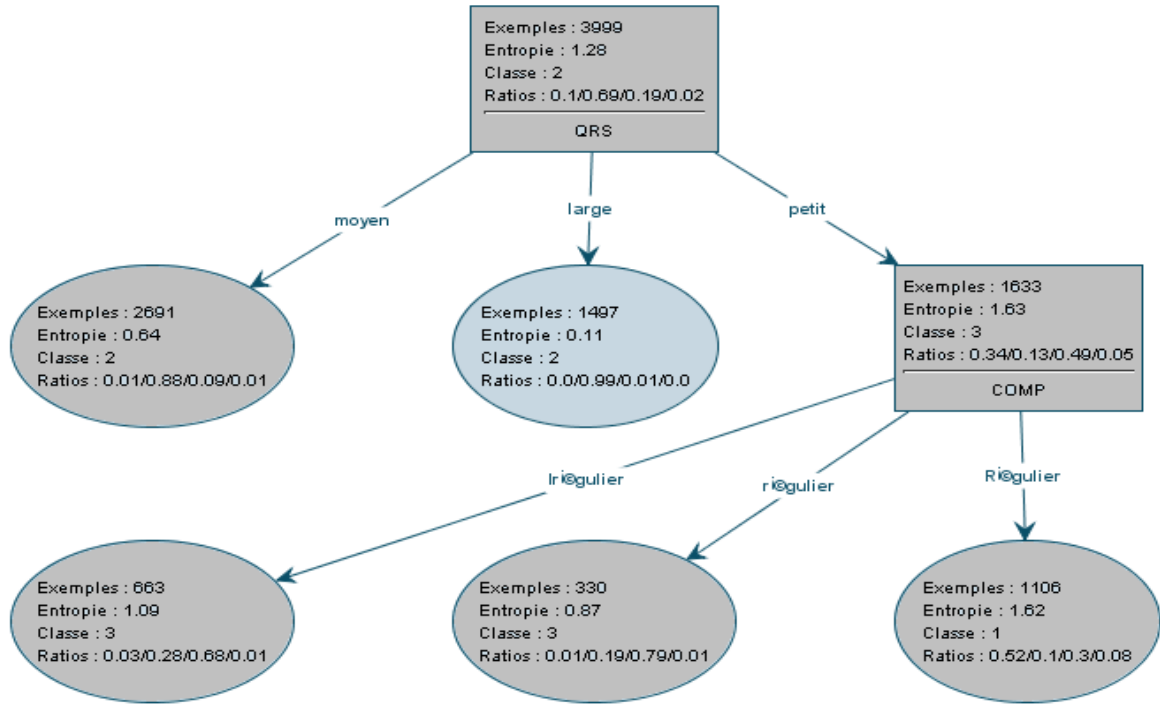 Exemples : 3999
Entropie : 1.28
Classe : 2
Ratios : 0.1/0.69/0.19/0.02
QRS
moyen
large
petit
Exemples : 2691
Entropie : 0.64
Classe : 2
Ratios : 0.01/0.88/0.09/0.01
Exemples : 1497
Entropie : 0.11
Classe : 2
Ratios : 0.0/0.99/0.01/0.0
Exemples : 1633
Entropie : 1.63
Classe : 3
Ratios : 0.34/0.13/0.49/0.05
COMP
Iri©gulier
ri©gulier
Ri©gulier
Exemples : 663
Entropie : 1.09
Classe : 3
Ratios : 0.03/0.28/0.68/0.01
Exemples : 330
Entropie : 0.87
Classe : 3
Ratios : 0.01/0.19/0.79/0.01
Exemples : 1106
Entropie : 1.62
Classe : 1
Ratios : 0.52/0.1/0.3/0.08